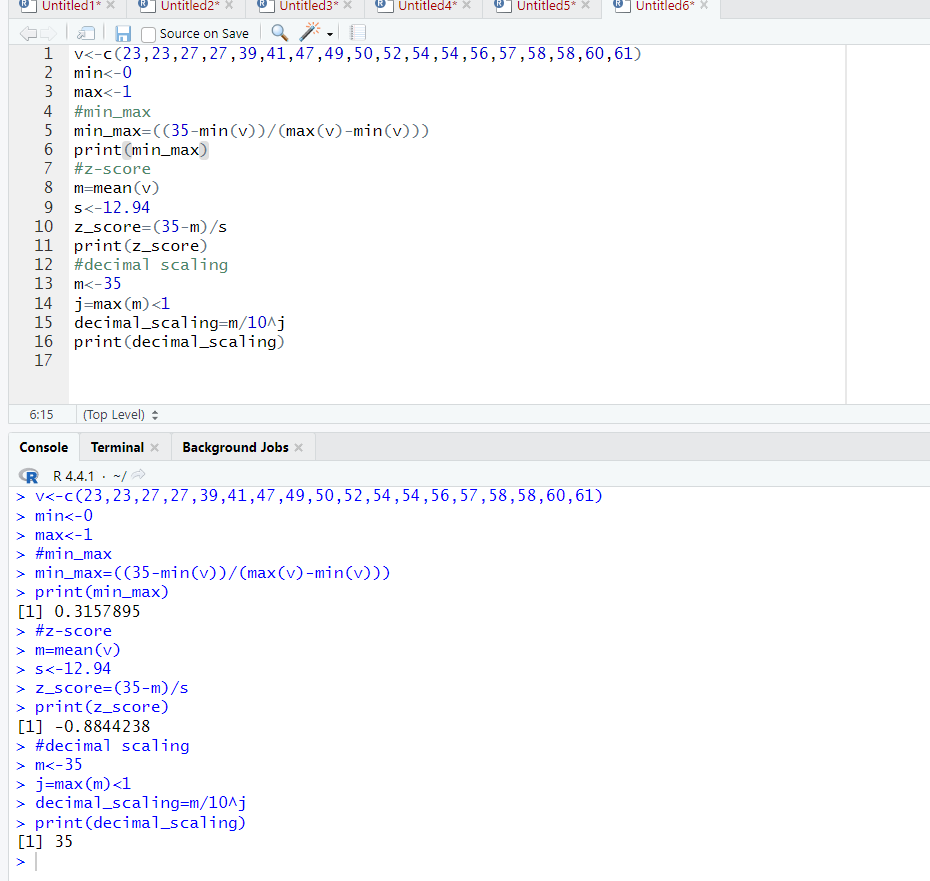 Untitled1* × Untitled2* × Untitled3* × Untitled4* × Untitled5* × Untitled6* ×
Source on Save
1 v<-c(23,23,27,27,39,41,47,49,50,52,54,54,56,57,58,58,60,61)
2 min<-0
3 max<-1
4 #min_max
5 min_max=((35-min(v))/(max(v)-min(v)))
6 print(min_max)
7 #z-score
8 m=mean(v)
9 s<-12.94
10 z_score=(35-m)/s
11 print(z_score)
12 #decimal scaling
13 m<-35
14 j=max(m)<1
15 decimal_scaling=m/10^j
16 print(decimal_scaling)
17
6:15 (Top Level)
Console Terminal × Background Jobs ×
R R 4.4.1 · ~/
> v<-c(23,23,27,27,39,41,47,49,50,52,54,54,56,57,58,58,60,61)
> min<-0
> max<-1
> #min_max
> min_max=((35-min(v))/(max(v)-min(v)))
> print(min_max)
[1] 0.3157895
> #z-score
> m=mean(v)
> s<-12.94
> z_score=(35-m)/s
> print(z_score)
[1] -0.8844238
> #decimal scaling
> m<-35
> j=max(m)<1
> decimal_scaling=m/10^j
> print(decimal_scaling)
[1] 35
>